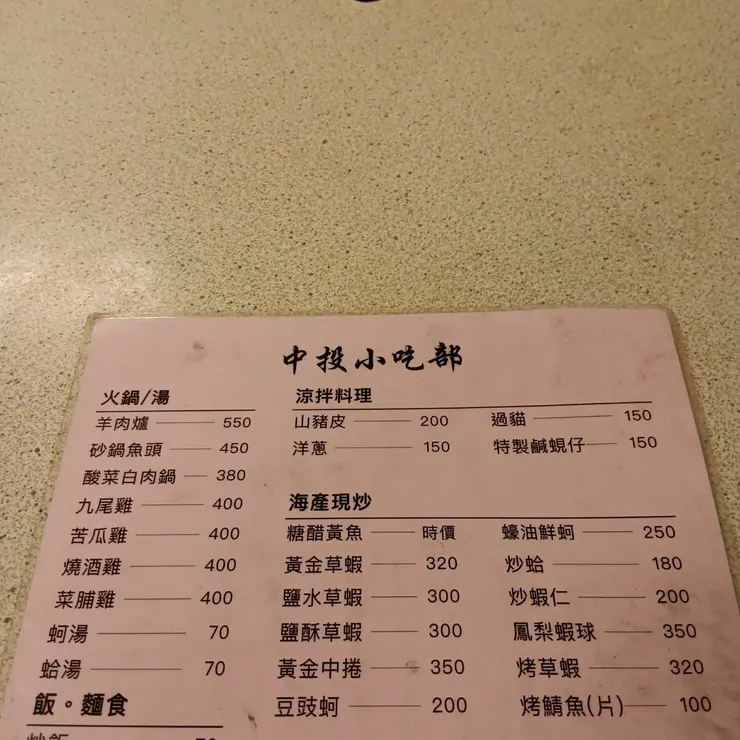 中投小吃部
火鍋/湯
羊肉爐 550
砂鍋魚頭 450
酸菜白肉鍋 380
九尾雞 400
苦瓜雞 400
燒酒雞 400
菜脯雞 400
蚵湯 70
蛤湯 70
飯。麵食
涼拌料理
山豬皮 200 過貓 150
洋蔥 150 特製鹹蜆仔 150
海產現炒
糖醋黃魚 時價 蠔油鮮蚵 250
黃金草蝦 320 炒蛤 180
鹽水草蝦 300 炒蝦仁 200
鹽酥草蝦 300 鳳梨蝦球 350
黃金中捲 350 烤草蝦 320
豆豉蚵 200 烤鯖魚(片) 100